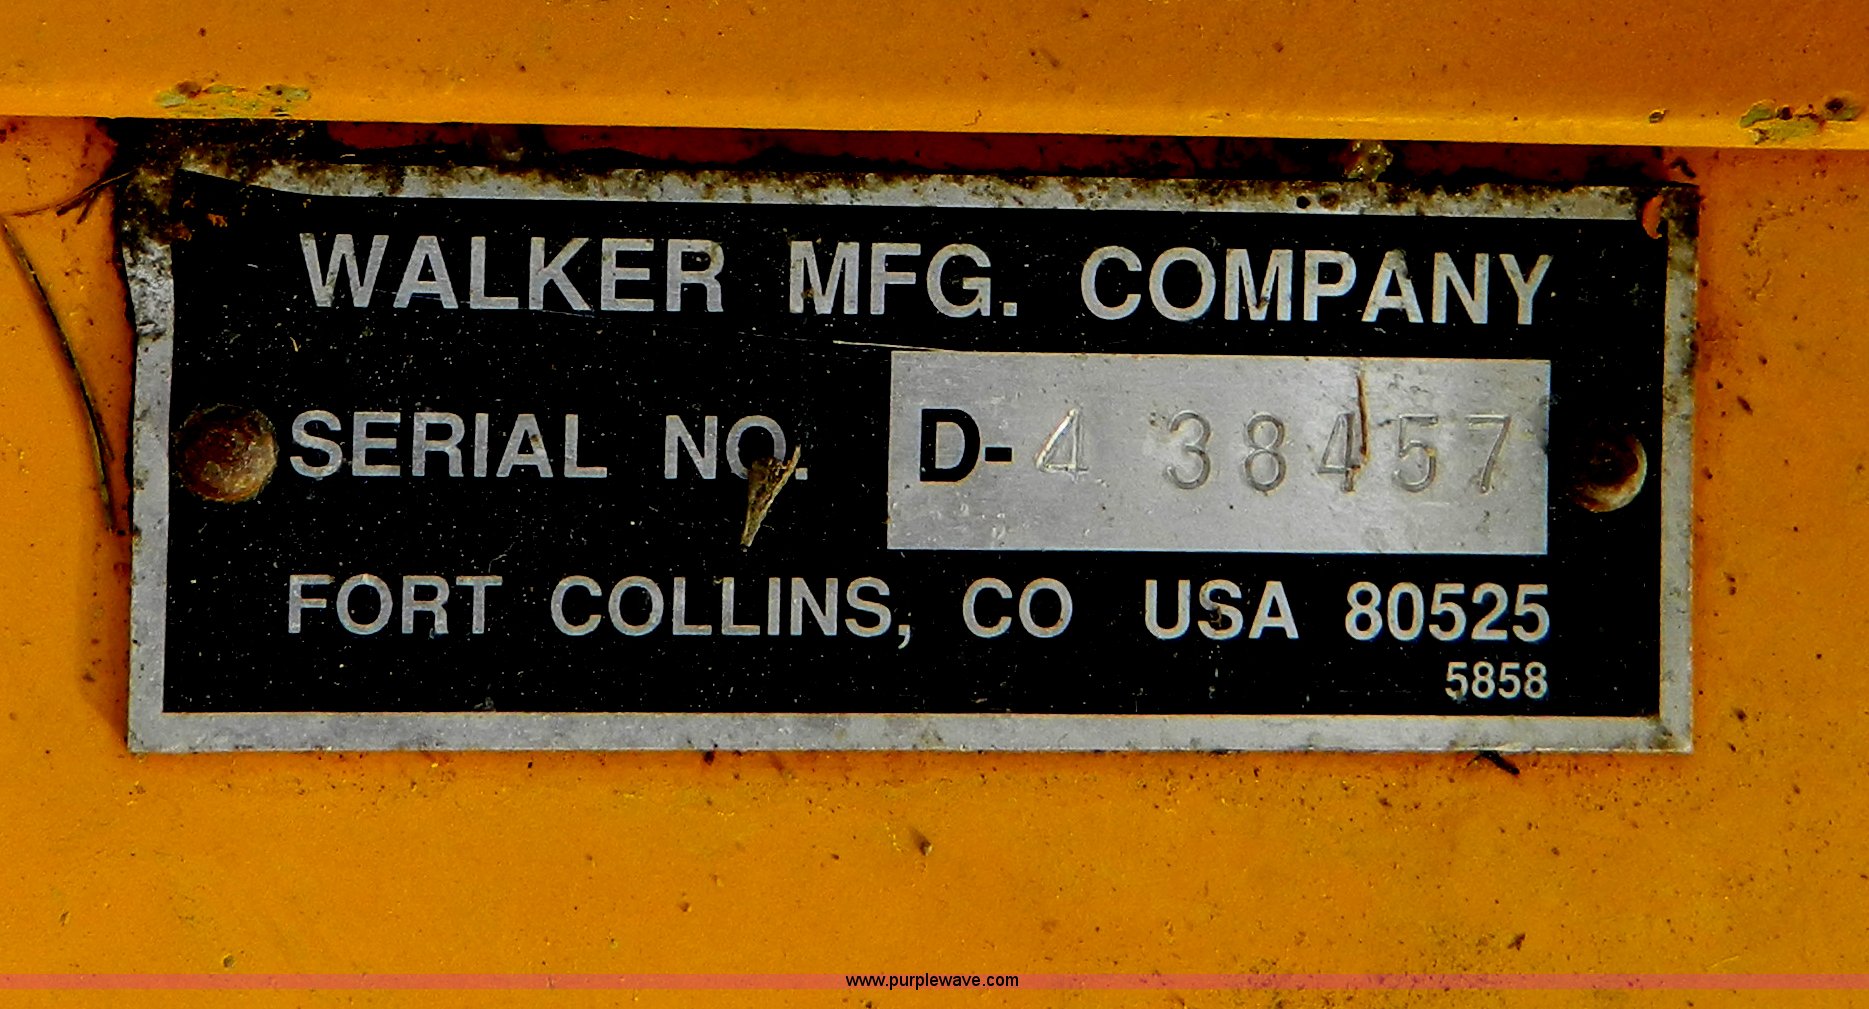 WALKER MFG. COMPANY
SERIAL NO. D-4 38457
FORT COLLINS, CO USA 80525
5858
www.purplewave.com